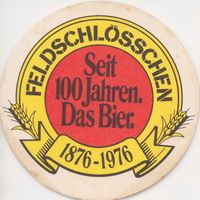 FELDSCHLÖSSCHEN
Seit
100 Jahren.
Das Bier.
1876-1976